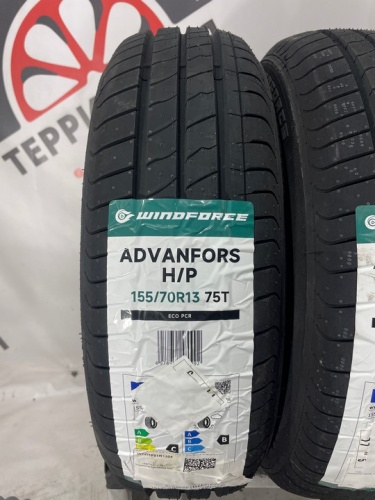 ТЕРРИ
WINDFORCE
ADVANFORS
H/P
155/70R13 75T
ECO PCR
A
C
A
B
C
B